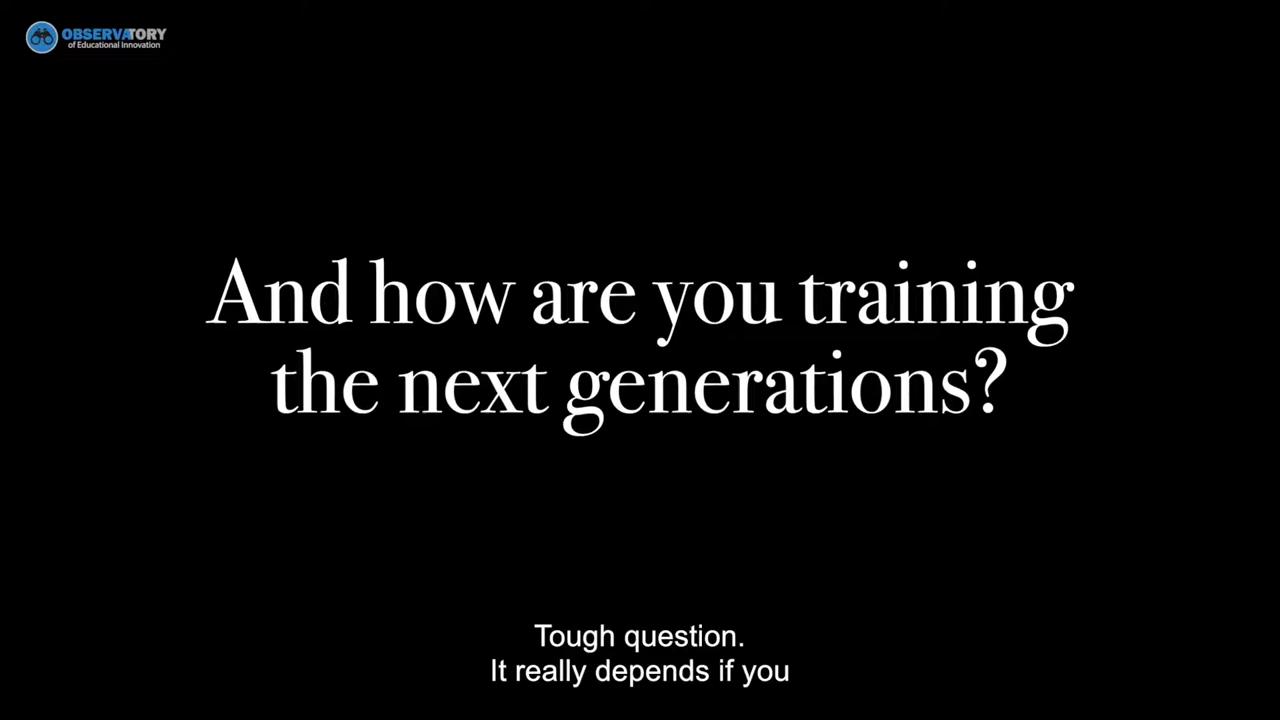 OBSERVATORY
of Educational Innovation
And how are you training
the next generations?
Tough question.
It really depends if you